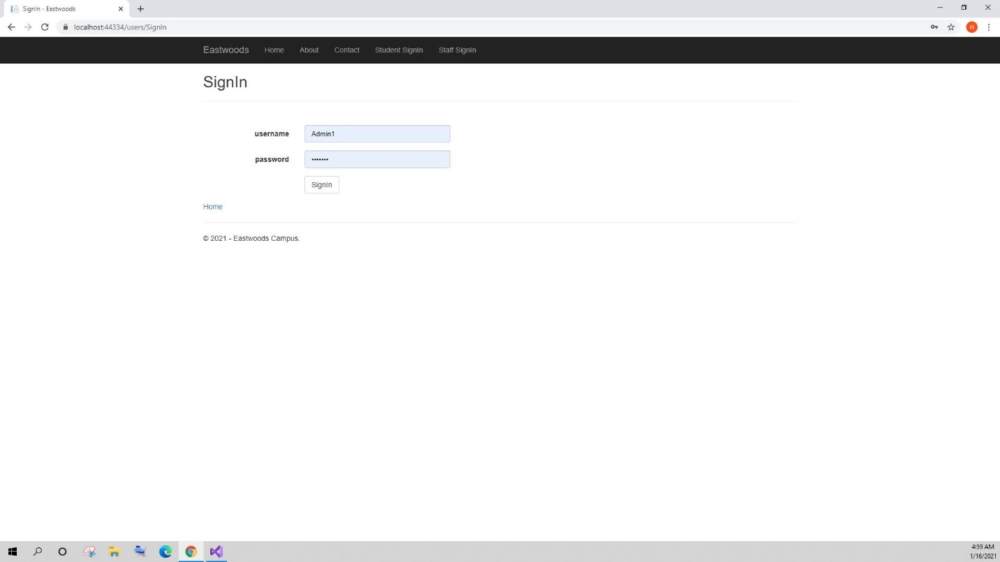 SignIn - Eastwoods
localhost:44334/users/SignIn
H
Eastwoods Home About Contact Student SignIn Staff SignIn
SignIn
username Admin1
password •••••••
SignIn
Home
© 2021 - Eastwoods Campus.
4:59 AM
1/16/2021